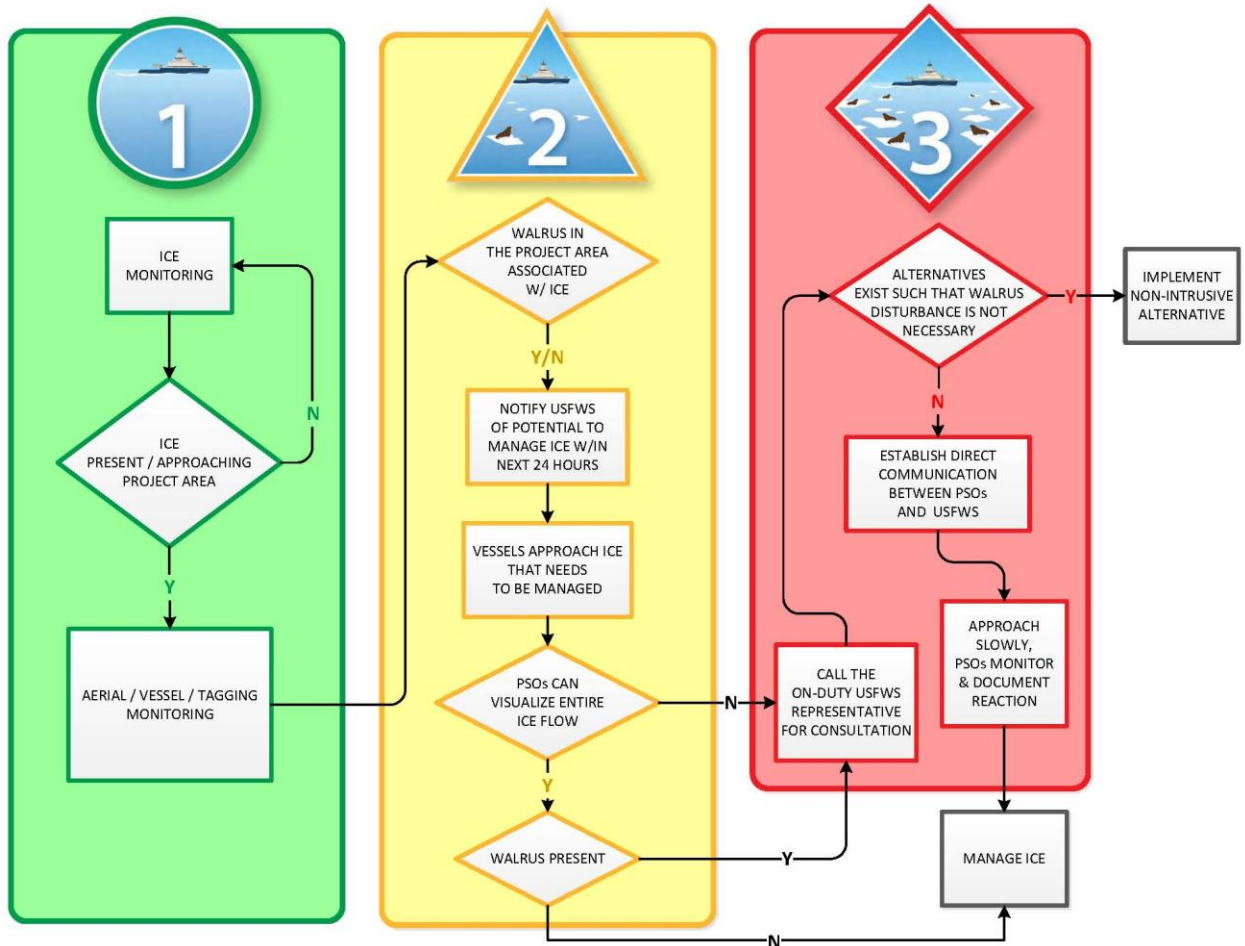 1
ICE
MONITORING
N
ICE
PRESENT / APPROACHING
PROJECT AREA
Y
AERIAL / VESSEL / TAGGING
MONITORING
2
WALRUS IN
THE PROJECT AREA
ASSOCIATED
W/ ICE
Y/N
NOTIFY USFWS
OF POTENTIAL TO
MANAGE ICE W/IN
NEXT 24 HOURS
VESSELS APPROACH ICE
THAT NEEDS
TO BE MANAGED
PSOs CAN
VISUALIZE ENTIRE
ICE FLOW
N
Y
WALRUS PRESENT
Y
N
3
ALTERNATIVES
EXIST SUCH THAT WALRUS
DISTURBANCE IS NOT
NECESSARY
Y
IMPLEMENT
NON-INTRUSIVE
ALTERNATIVE
N
ESTABLISH DIRECT
COMMUNICATION
BETWEEN PSOs
AND USFWS
CALL THE
ON-DUTY USFWS
REPRESENTATIVE
FOR CONSULTATION
APPROACH
SLOWLY,
PSOs MONITOR
& DOCUMENT
REACTION
MANAGE ICE